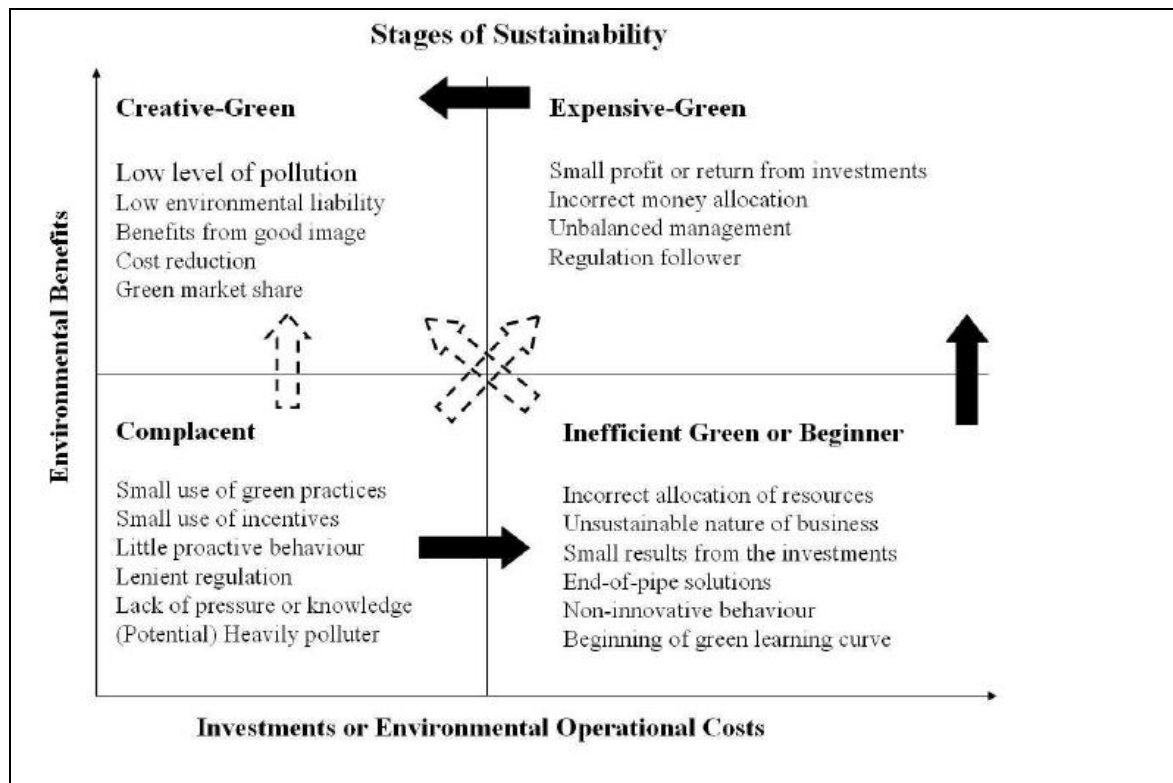 Stages of Sustainability
Environmental Benefits
Creative-Green
Low level of pollution
Low environmental liability
Benefits from good image
Cost reduction
Green market share
Expensive-Green
Small profit or return from investments
Incorrect money allocation
Unbalanced management
Regulation follower
Complacent
Small use of green practices
Small use of incentives
Little proactive behaviour
Lenient regulation
Lack of pressure or knowledge
(Potential) Heavily polluter
Inefficient Green or Beginner
Incorrect allocation of resources
Unsustainable nature of business
Small results from the investments
End-of-pipe solutions
Non-innovative behaviour
Beginning of green learning curve
Investments or Environmental Operational Costs